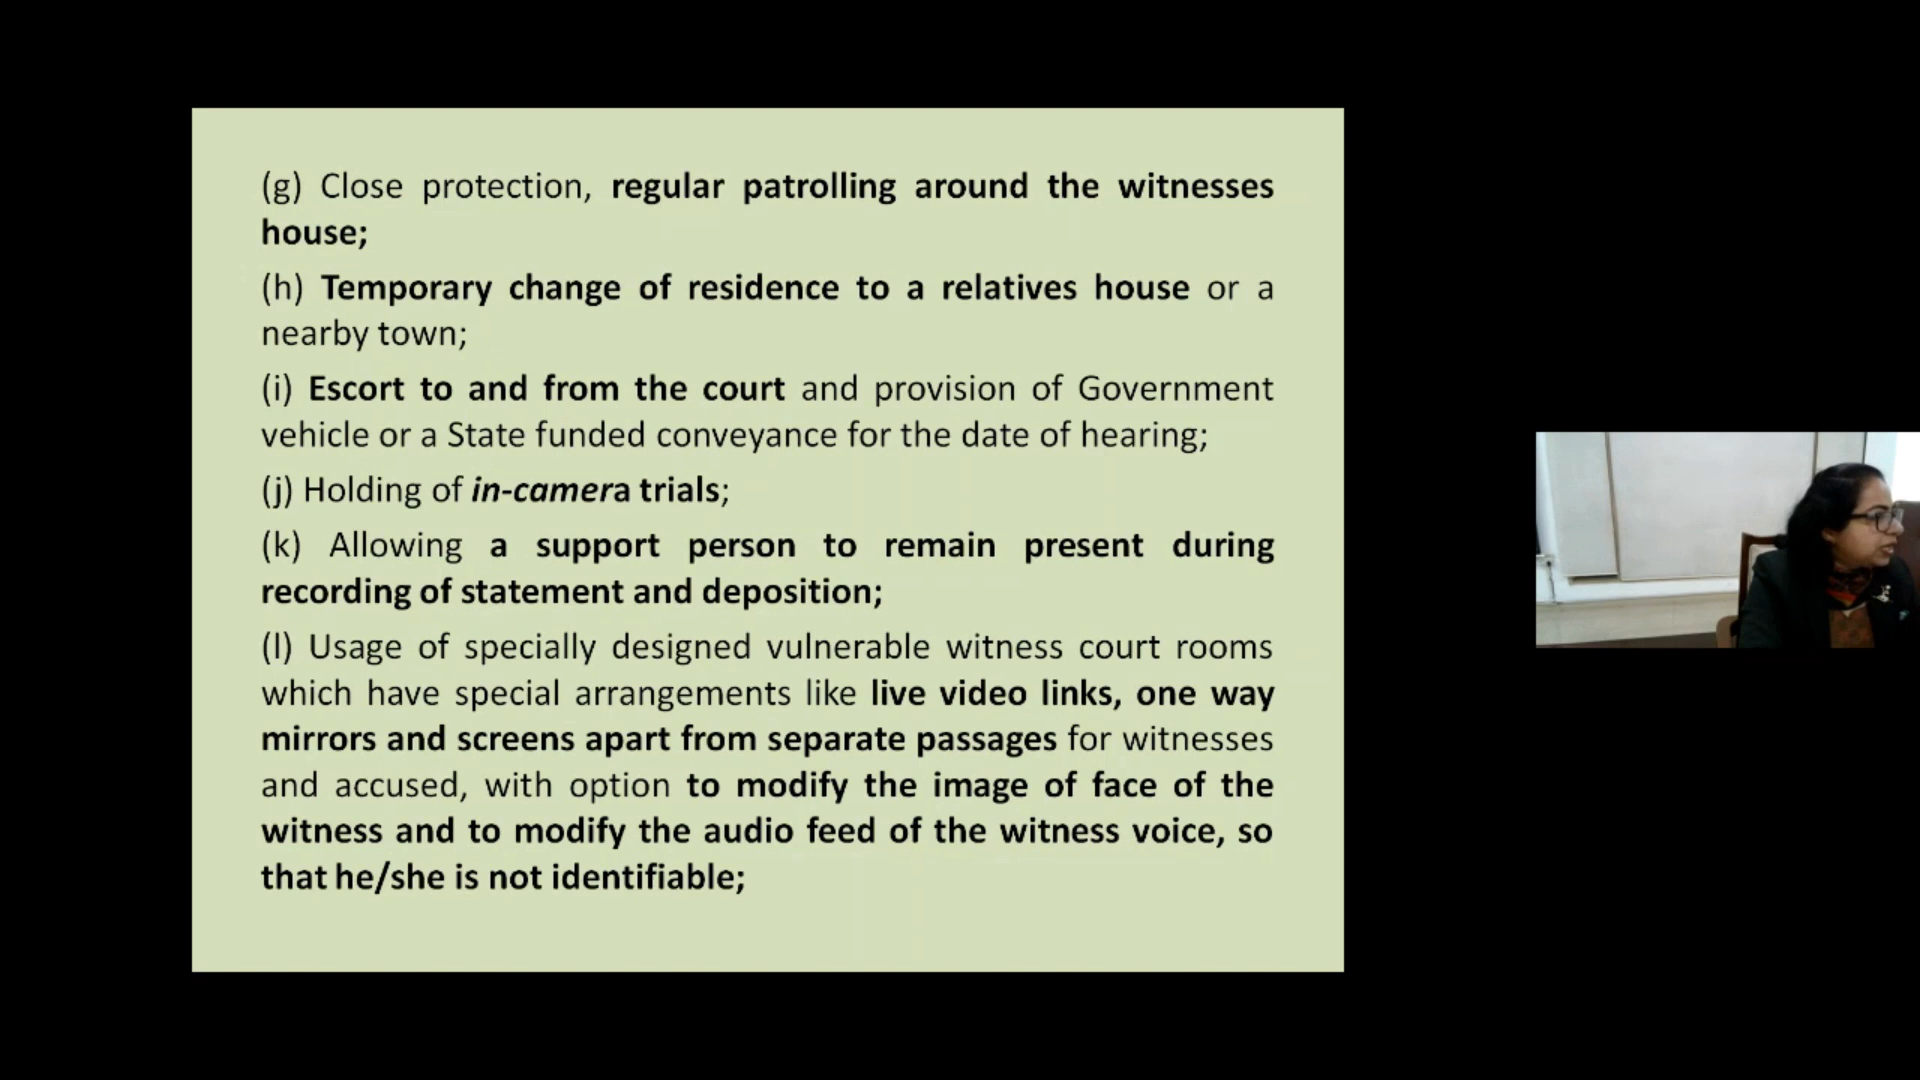 (g) Close protection, regular patrolling around the witnesses
house;
(h) Temporary change of residence to a relatives house or a
nearby town;
(i) Escort to and from the court and provision of Government
vehicle or a State funded conveyance for the date of hearing;
(j) Holding of in-camera trials;
(k) Allowing a support person to remain present during
recording of statement and deposition;
(l) Usage of specially designed vulnerable witness court rooms
which have special arrangements like live video links, one way
mirrors and screens apart from separate passages for witnesses
and accused, with option to modify the image of face of the
witness and to modify the audio feed of the witness voice, so
that he/she is not identifiable;